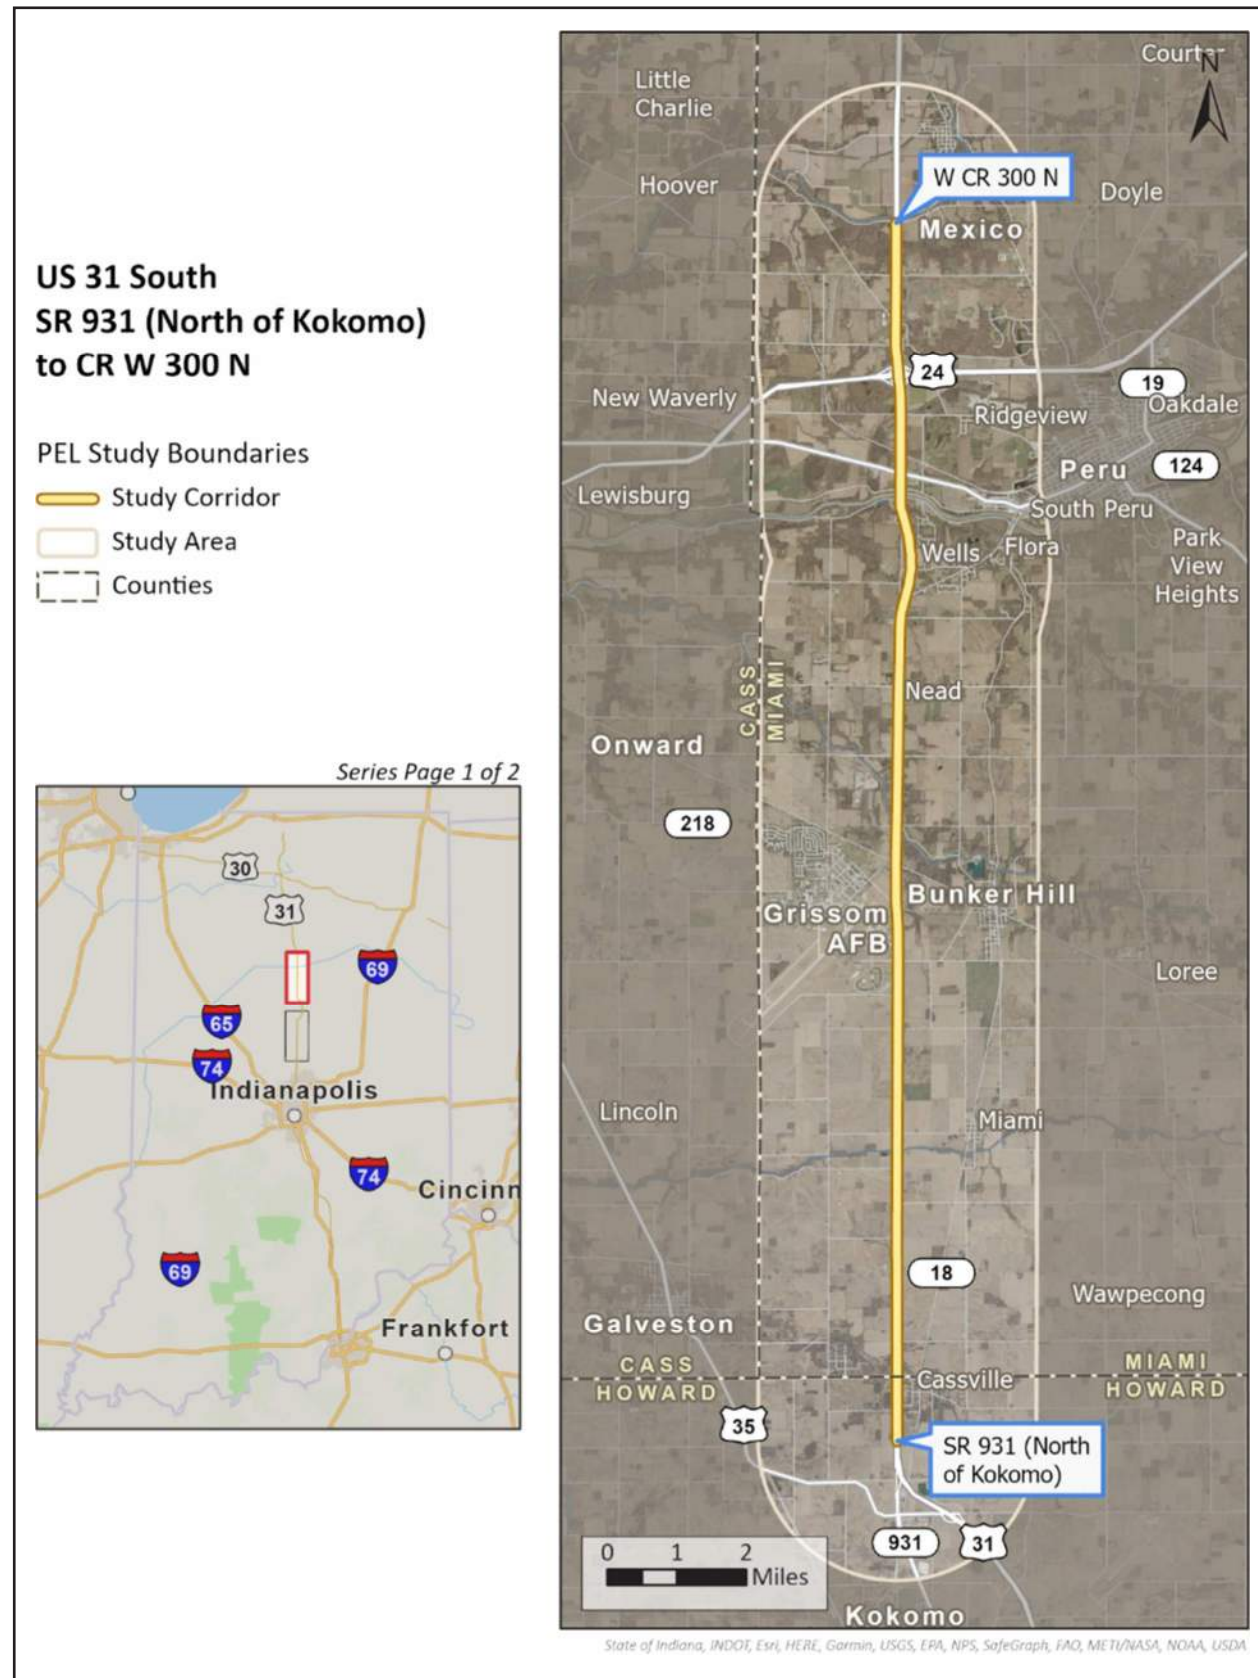 US 31 South
SR 931 (North of Kokomo)
to CR W 300 N
PEL Study Boundaries
Study Corridor
Study Area
Counties
Series Page 1 of 2
30
31
69
65
74
Indianapolis
74
Cincinn
69
Frankfort
Courter
N
Little
Charlie
W CR 300 N
Hoover
Doyle
Mexico
24
19
New Waverly
Oakdale
Ridgeview
Peru
124
Lewisburg
South Peru
Wells
Flora
Park
View
Heights
CASS
MIAMI
Nead
Onward
218
Bunker Hill
Grissom
AFB
Loree
Lincoln
Miami
18
Wawpecong
Galveston
CASS
HOWARD
MIAMI
HOWARD
Cassville
35
SR 931 (North
of Kokomo)
931
31
0 1 2
Miles
Kokomo
State of Indiana, INDOT, Esri, HERE, Garmin, USGS, EPA, NPS, SafeGraph, FAO, METI/NASA, NOAA, USDA